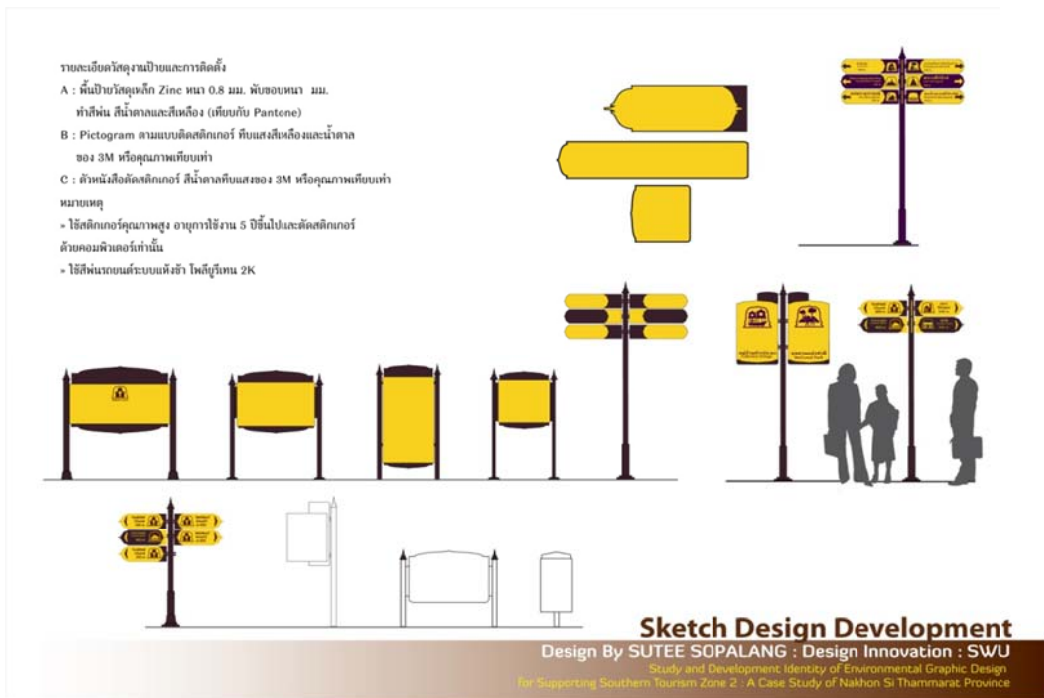 รายละเอียดวัสดุงานป้ายและการติดตั้ง
A : พื้นป้ายวัสดุเหล็ก Zinc หนา 0.8 มม. พับขอบหนา มม.
ทำสีพ่น สีน้ำตาลและสีเหลือง (เทียบกับ Pantone)
B : Pictogram ตามแบบติดสติกเกอร์ ทึบแสงสีเหลืองและน้ำตาล
ของ 3M หรือคุณภาพเทียบเท่า
C : ตัวหนังสือตัดสติกเกอร์ สีน้ำตาลทึบแสงของ 3M หรือคุณภาพเทียบเท่า
หมายเหตุ
» ใช้สติกเกอร์คุณภาพสูง อายุการใช้งาน 5 ปีขึ้นไปและตัดสติกเกอร์
ด้วยคอมพิวเตอร์เท่านั้น
» ใช้สีพ่นรถยนต์ระบบแห้งช้า โพลียูรีเทน 2K
Sketch Design Development
Design By SUTEE SOPALANG : Design Innovation : SWU
Study and Development Identity of Environmental Graphic Design
for Supporting Southern Tourism Zone 2 : A Case Study of Nakhon Si Thammarat Province